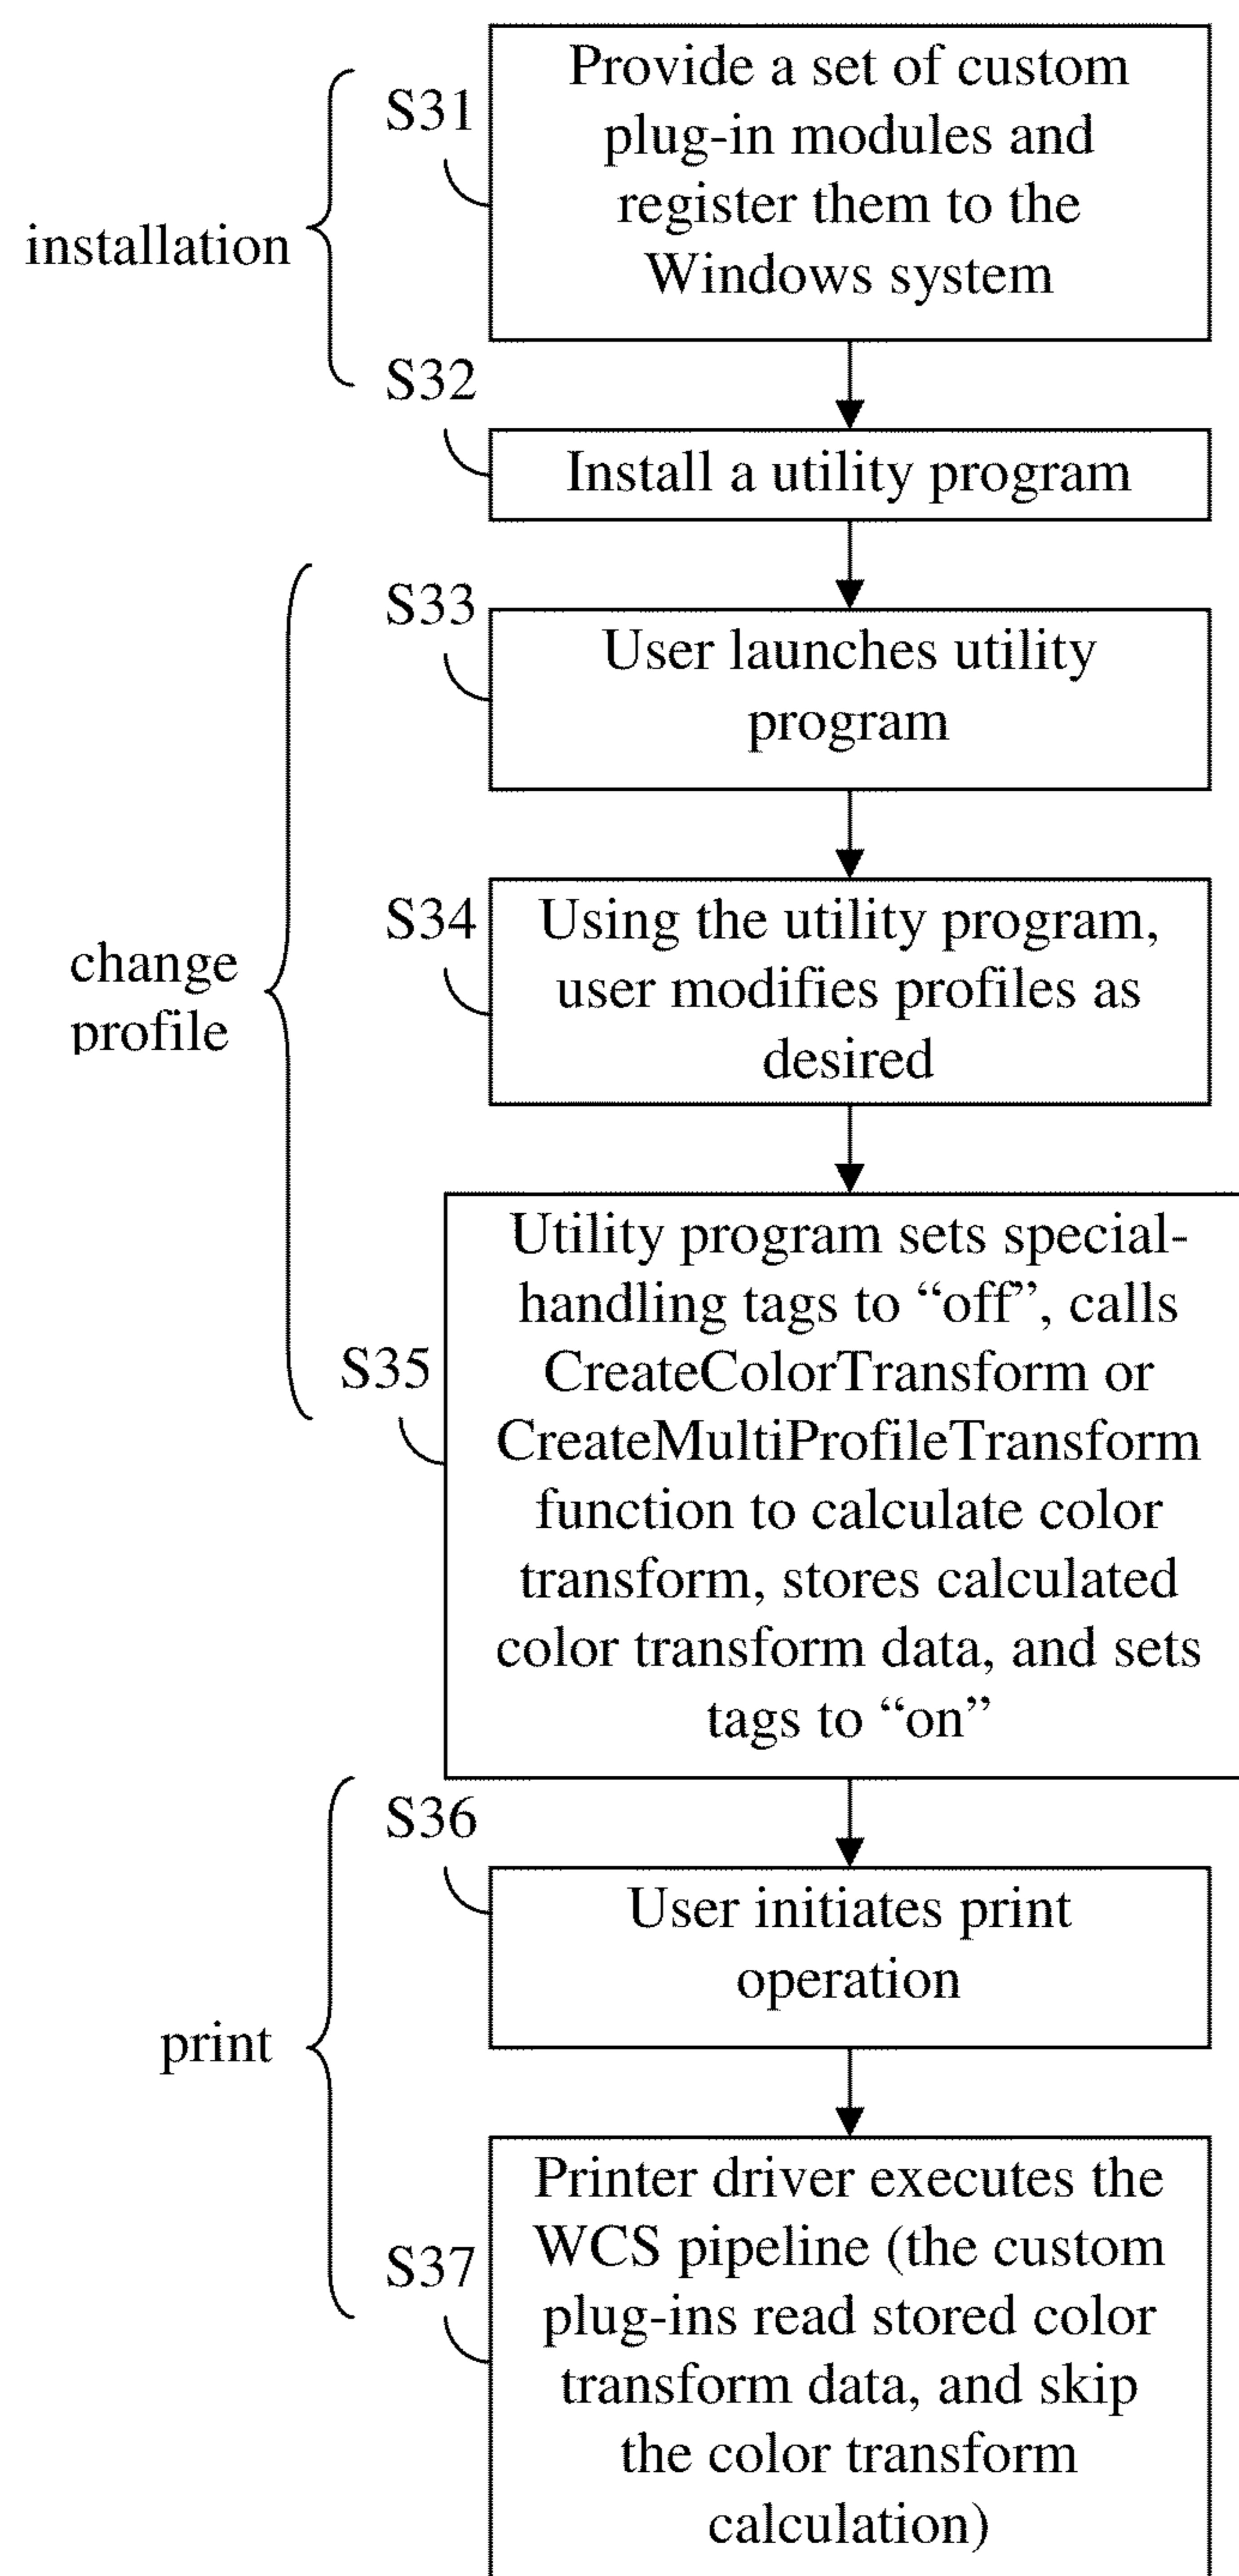 installation
S31
Provide a set of custom
plug-in modules and
register them to the
Windows system
S32
Install a utility program
change
profile
S33
User launches utility
program
S34
Using the utility program,
user modifies profiles as
desired
S35
Utility program sets special-
handling tags to “off”, calls
CreateColorTransform or
CreateMultiProfileTransform
function to calculate color
transform, stores calculated
color transform data, and sets
tags to “on”
print
S36
User initiates print
operation
S37
Printer driver executes the
WCS pipeline (the custom
plug-ins read stored color
transform data, and skip
the color transform
calculation)